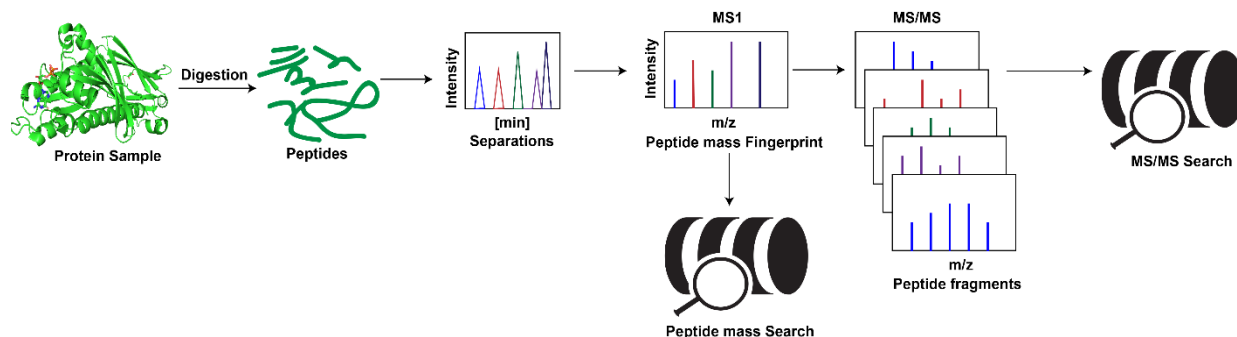 Protein Sample
Digestion
Peptides
Intensity
[min]
Separations
MS1
Intensity
m/z
Peptide mass Fingerprint
Peptide mass Search
MS/MS
m/z
Peptide fragments
MS/MS Search